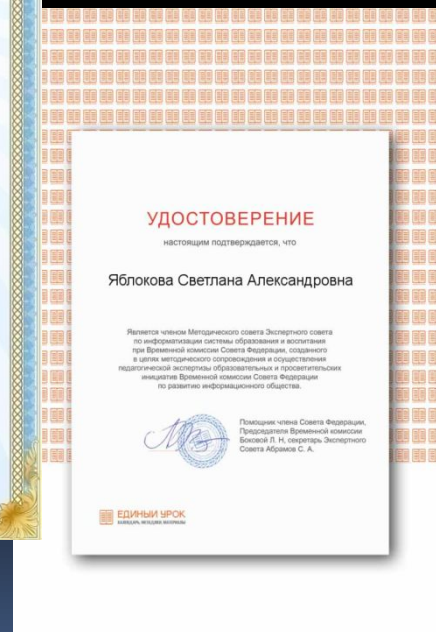 УДОСТОВЕРЕНИЕ
настоящим подтверждается, что
Яблокова Светлана Александровна
Является членом Методического совета Экспертного совета
по информатизации системы образования и воспитания
при Временной комиссии Совета Федерации, созданного
в целях методического сопровождения и осуществления
педагогической экспертизы образовательных и просветительских
инициатив Временной комиссии Совета Федерации
по развитию информационного общества.
Помощник члена Совета Федерации,
Председателя Временной комиссии
Боковой Л. Н, секретарь Экспертного
Совета Абрамов С. А.
ЕДИНЫЙ УРОК